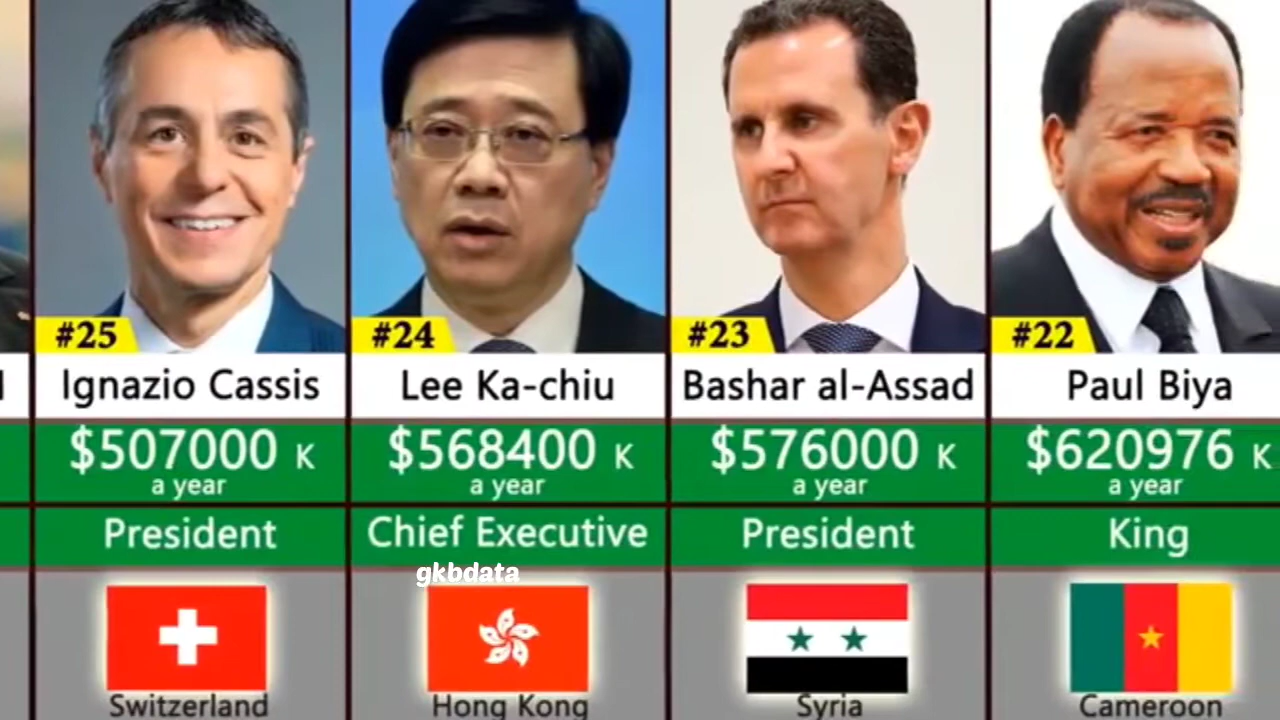 #25
#24
#23
#22
Ignazio Cassis
Lee Ka-chiu
Bashar al-Assad
Paul Biya
$507000 K
a year
$568400 K
a year
$576000 K
a year
$620976 K
a year
President
Chief Executive
President
King
gkbdata
Switzerland
Hong Kong
Syria
Cameroon